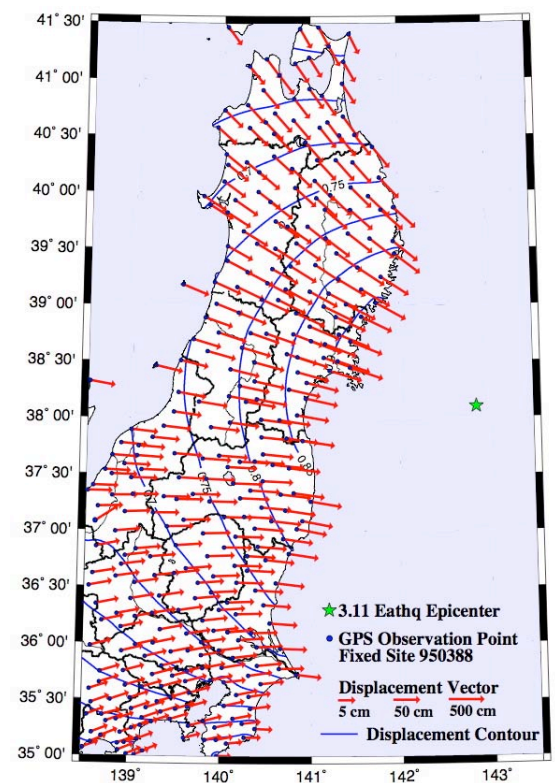 41° 30'
41° 00'
40° 30'
40° 00'
39° 30'
39° 00'
38° 30'
38° 00'
37° 30'
37° 00'
36° 30'
36° 00'
35° 30'
35° 00'
0.7
0.75
0.75
0.8
0.85
3.11 Eathq Epicenter
GPS Observation Point
Fixed Site 950388
Displacement Vector
5 cm 50 cm 500 cm
Displacement Contour
139° 140° 141° 142° 143°